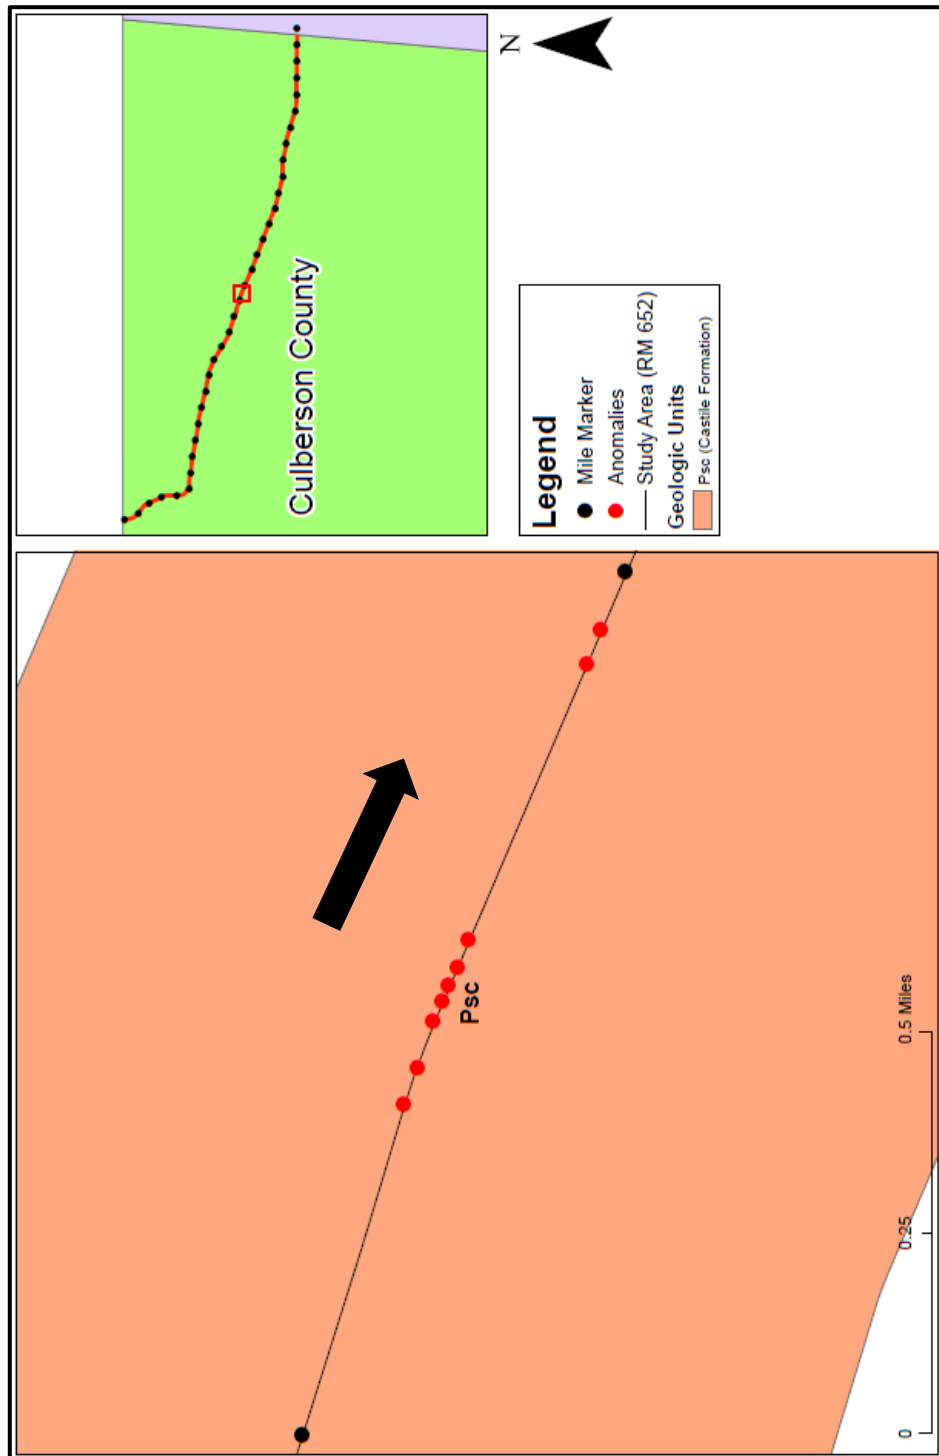 N
Culberson County
Legend
Mile Marker
Anomalies
Study Area (RM 652)
Geologic Units
Psc (Castile Formation)
Psc
0 0.25 0.5 Miles